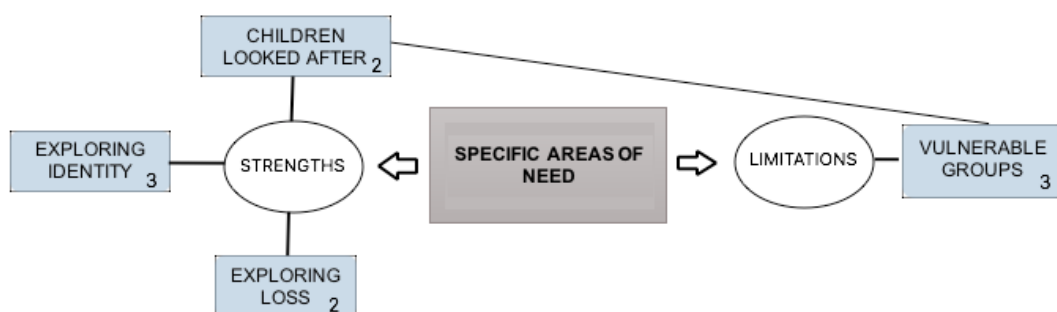 CHILDREN
LOOKED AFTER 2
EXPLORING
IDENTITY 3
STRENGTHS
SPECIFIC AREAS OF
NEED
LIMITATIONS
VULNERABLE
GROUPS 3
EXPLORING
LOSS 2